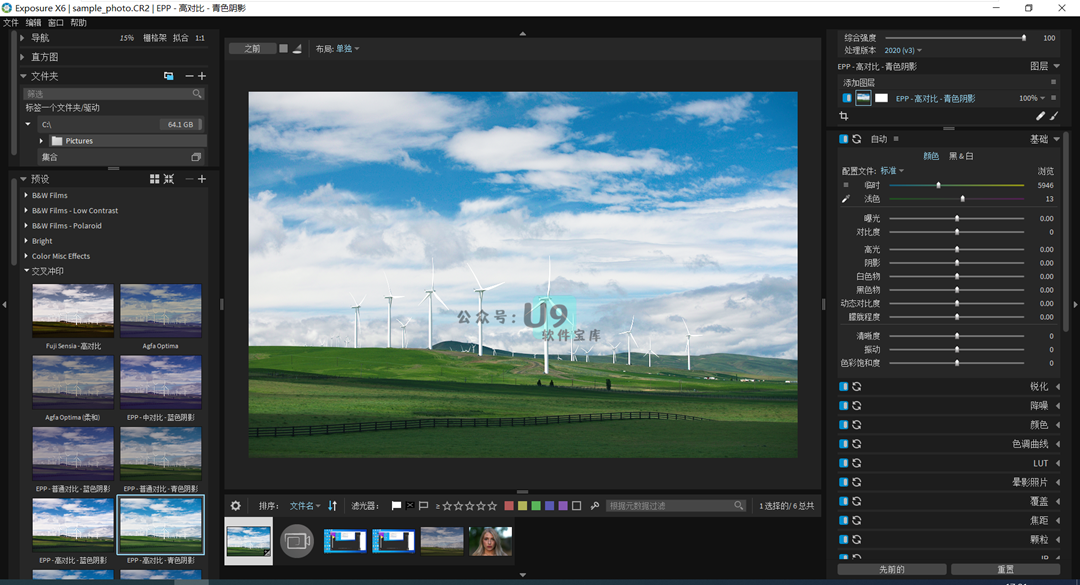 Exposure X6 | sample_photo.CR2 | EPP - 高对比 - 青色阴影
文件 编辑 窗口 帮助
导航 15% 栅格架 拟合 1:1
直方图
文件夹
筛选
标签一个文件夹/驱动
C:\ 64.1 GB
Pictures
集合
预设
B&W Films
B&W Films - Low Contrast
B&W Films - Polaroid
Bright
Color Misc Effects
交叉冲印
Fuji Sensia - 高对比
Agfa Optima
Agfa Optima (柔和)
EPP - 中对比 - 蓝色阴影
EPP - 普通对比 - 蓝色阴影
EPP - 普通对比 - 青色阴影
EPP - 高对比 - 蓝色阴影
EPP - 高对比 - 青色阴影
之前 布局: 单独
公众号: U9
软件宝库
排序: 文件名 滤光器: ≥ 根据元数据过滤 1选择的/ 6总共
综合强度 100
处理版本 2020 (v3)
EPP - 高对比 - 青色阴影 图层
添加图层
EPP - 高对比 - 青色阴影 100%
自动 基础
颜色 黑 & 白
配置文件: 标准 浏览
临时 5946
浅色 13
曝光 0.00
对比度 0
高光 0.00
阴影 0.00
白色物 0.00
黑色物 0.00
动态对比度 0.00
朦胧程度 0.00
清晰度 0
振动 0
色彩饱和度 0
锐化
降噪
颜色
色调曲线
LUT
晕影照片
覆盖
焦距
颗粒
IR
先前的 重置